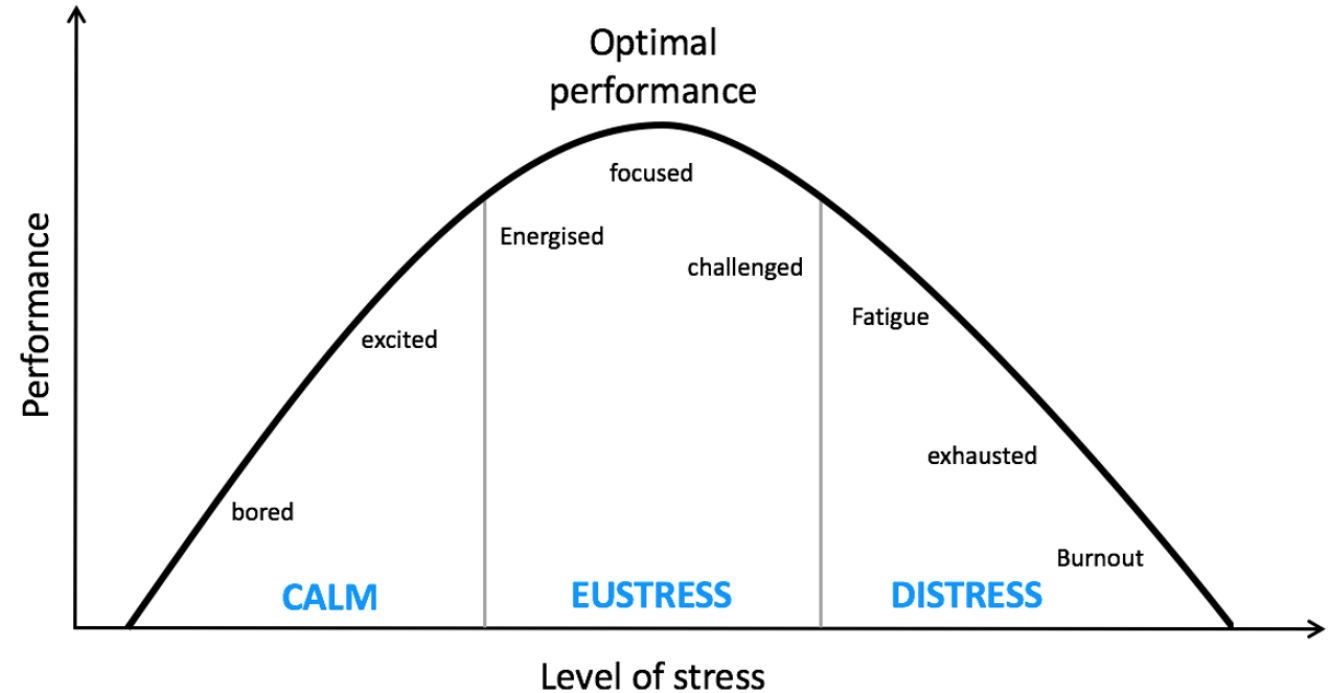 Optimal
performance
focused
Energised
challenged
Performance
Fatigue
excited
exhausted
bored
Burnout
CALM
EUSTRESS
DISTRESS
Level of stress